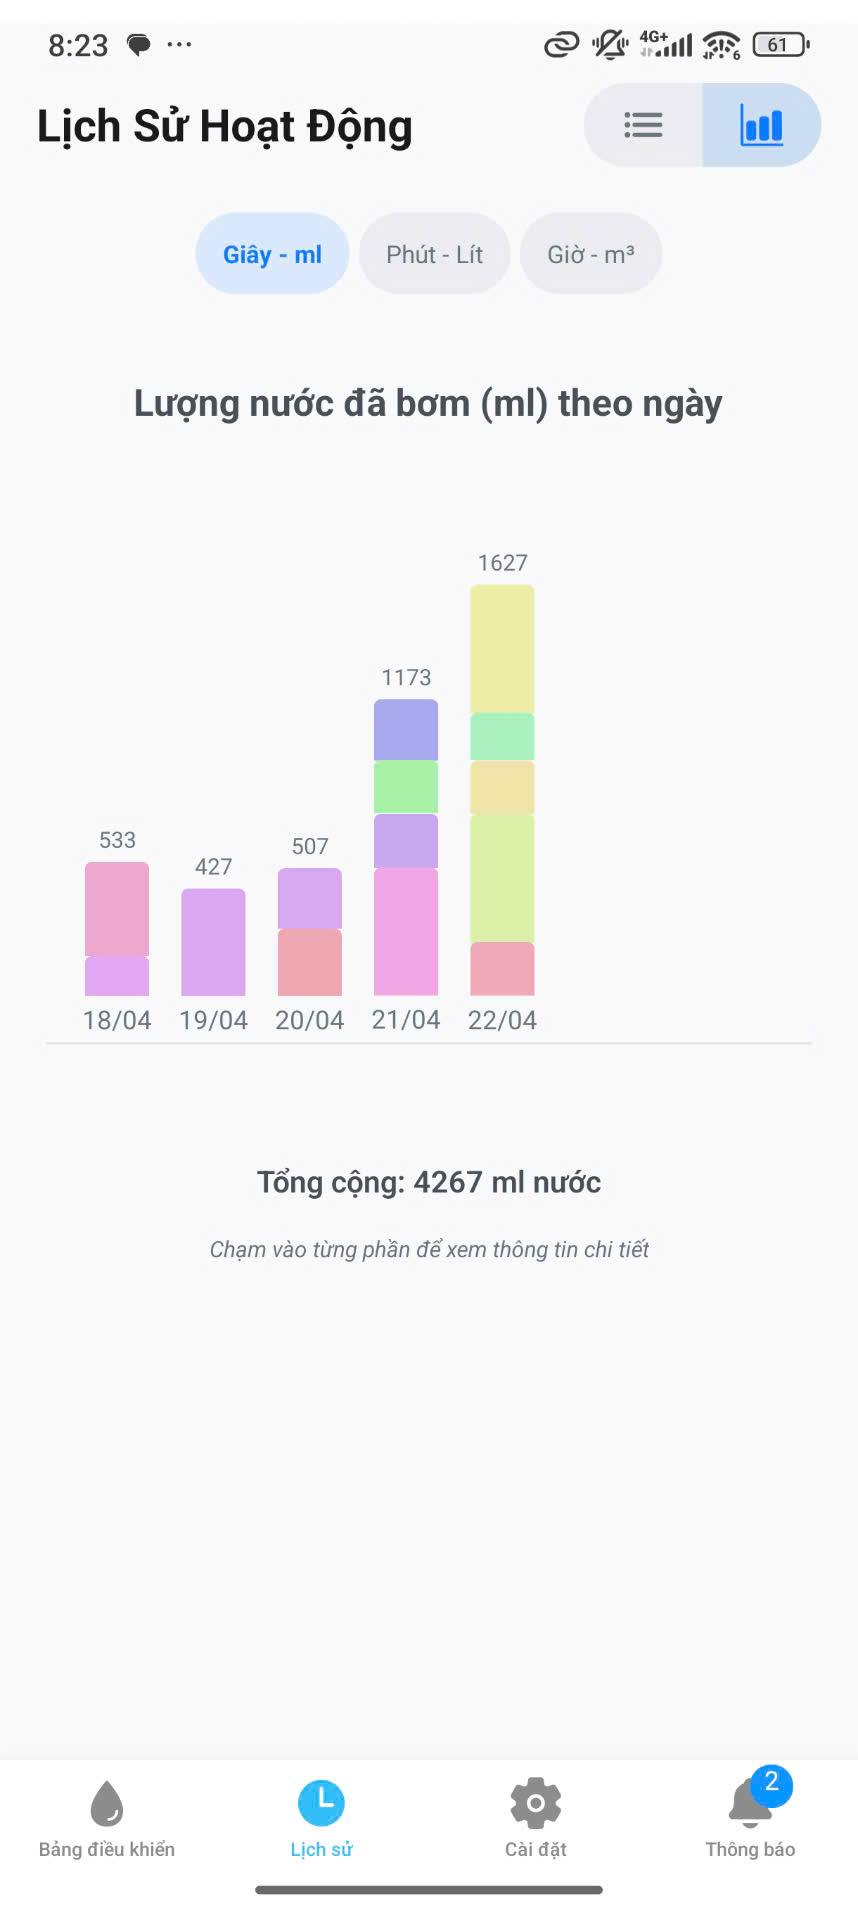 8:23
4G+
6
61
Lịch Sử Hoạt Động
Giây - ml
Phút - Lít
Giờ - m³
Lượng nước đã bơm (ml) theo ngày
1627
1173
533
427
507
18/04
19/04
20/04
21/04
22/04
Tổng cộng: 4267 ml nước
Chạm vào từng phần để xem thông tin chi tiết
2
Bảng điều khiển
Lịch sử
Cài đặt
Thông báo